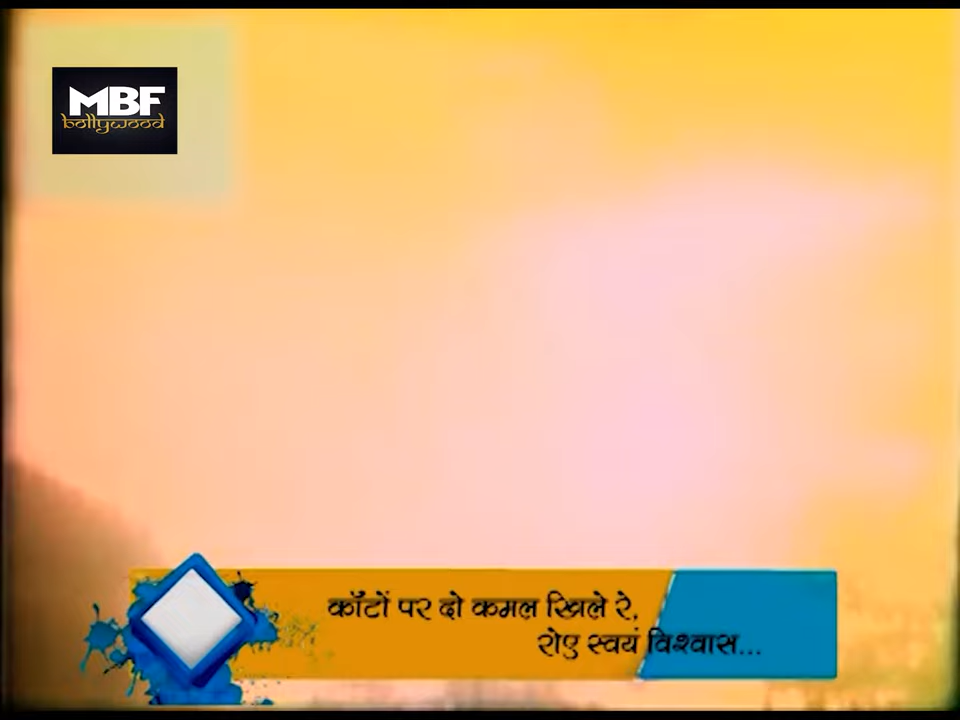 MBF
bollywood
कॉंटों पर दो कमल खिले रे,
रोए स्वयं विश्वास...